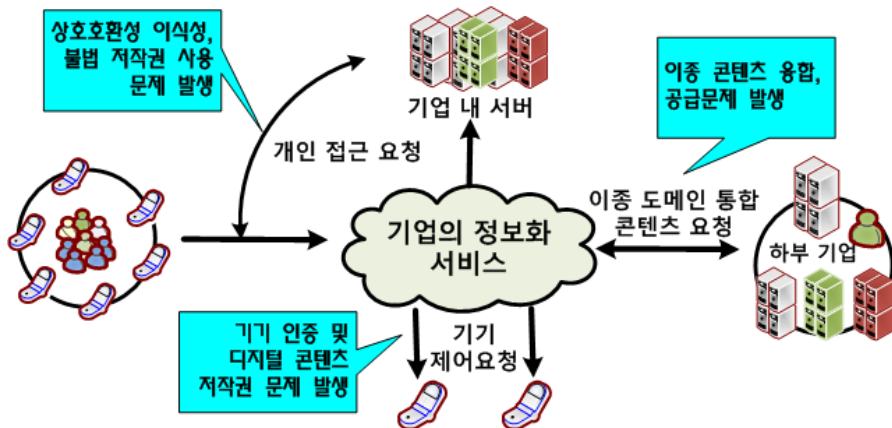 상호호환성 이식성,
불법 저작권 사용
문제 발생
기업 내 서버
이종 콘텐츠 융합,
공급문제 발생
개인 접근 요청
기업의 정보화
서비스
이종 도메인 통합
콘텐츠 요청
하부 기업
기기 인증 및
디지털 콘텐츠
저작권 문제 발생
기기
제어요청